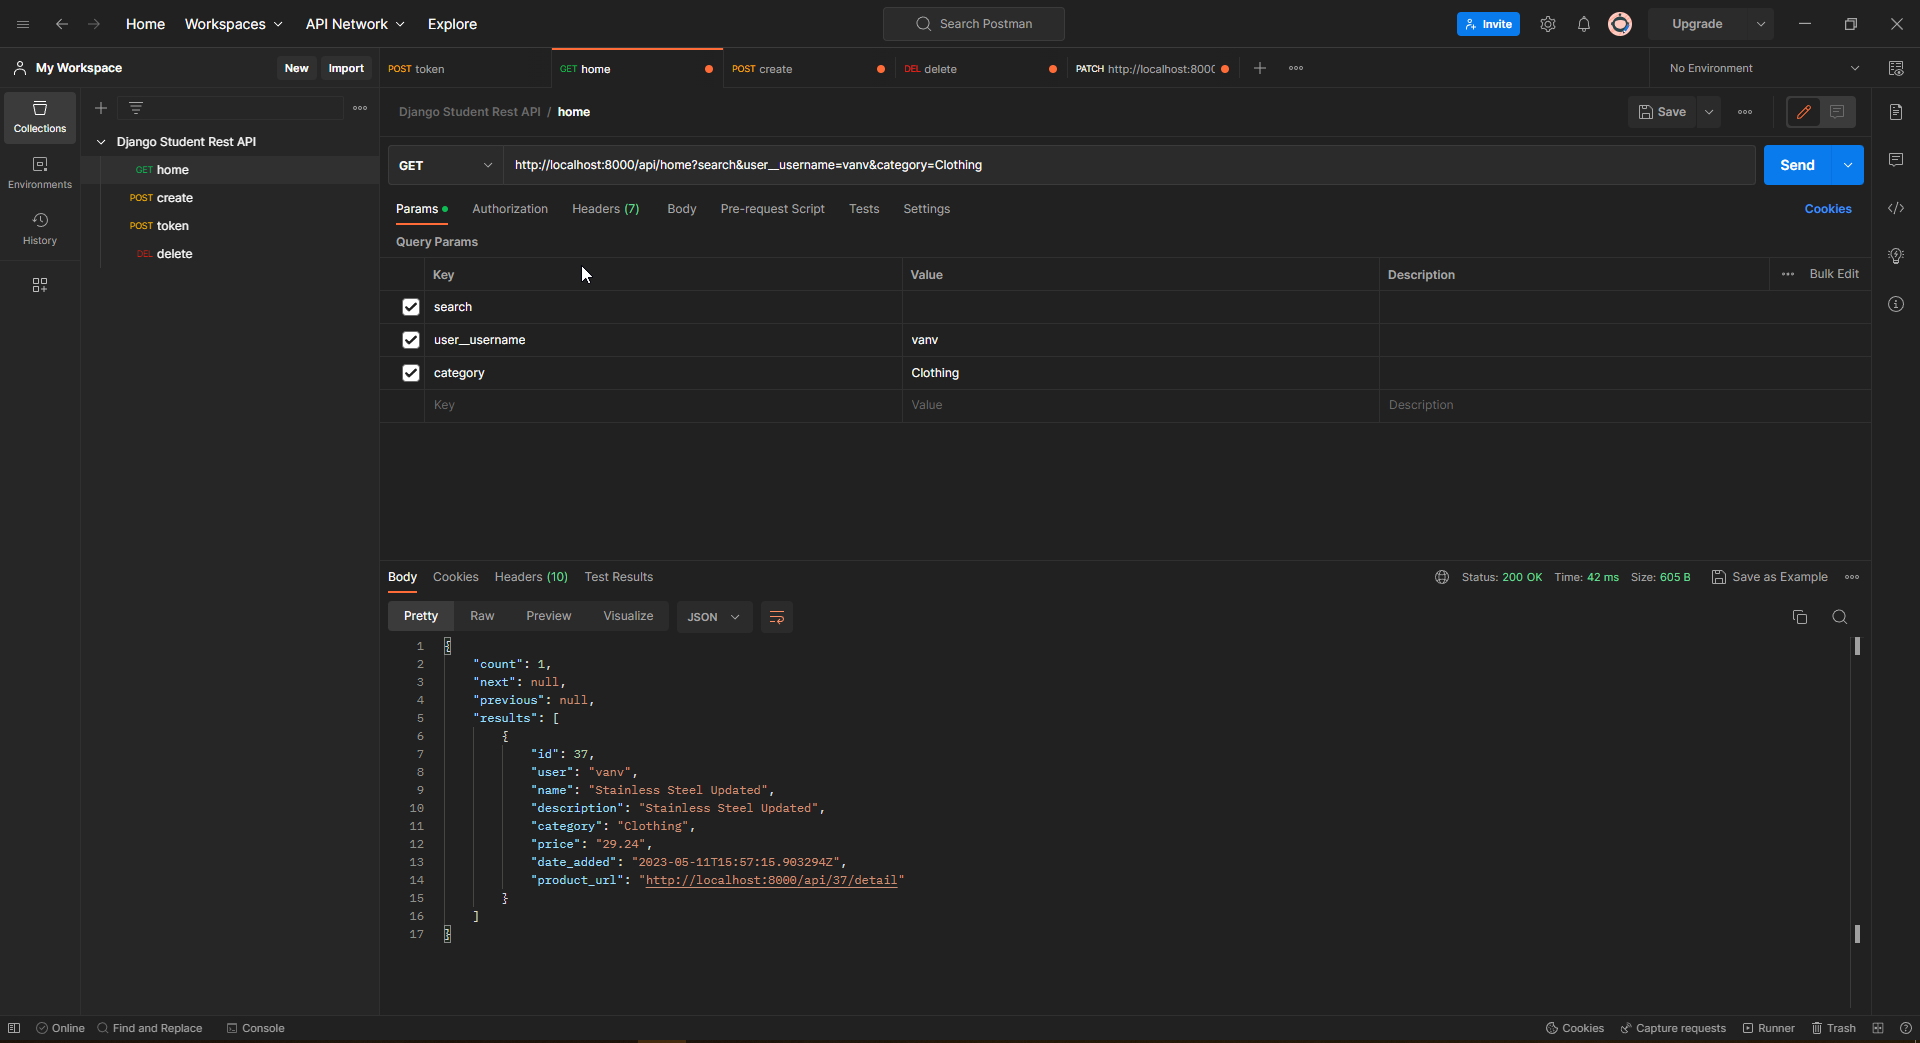 Home Workspaces API Network Explore Search Postman Invite Upgrade
My Workspace New Import POST token GET home POST create DEL delete PATCH http://localhost:800( No Environment
Collections
Environments
History
Django Student Rest API
GET home
POST create
POST token
DEL delete
Django Student Rest API / home Save
GET http://localhost:8000/api/home?search&user__username=vanv&category=Clothing Send
Params Authorization Headers (7) Body Pre-request Script Tests Settings Cookies
Query Params
Key Value Description Bulk Edit
search
user__username vanv
category Clothing
Key Value Description
Body Cookies Headers (10) Test Results Status: 200 OK Time: 42 ms Size: 605 B Save as Example
Pretty Raw Preview Visualize JSON
1 {
2 "count": 1,
3 "next": null,
4 "previous": null,
5 "results": [
6 {
7 "id": 37,
8 "user": "vanv",
9 "name": "Stainless Steel Updated",
10 "description": "Stainless Steel Updated",
11 "category": "Clothing",
12 "price": "29.24",
13 "date_added": "2023-05-11T15:57:15.903294Z",
14 "product_url": "http://localhost:8000/api/37/detail"
15 }
16 ]
17 }
Online Find and Replace Console Cookies Capture requests Runner Trash